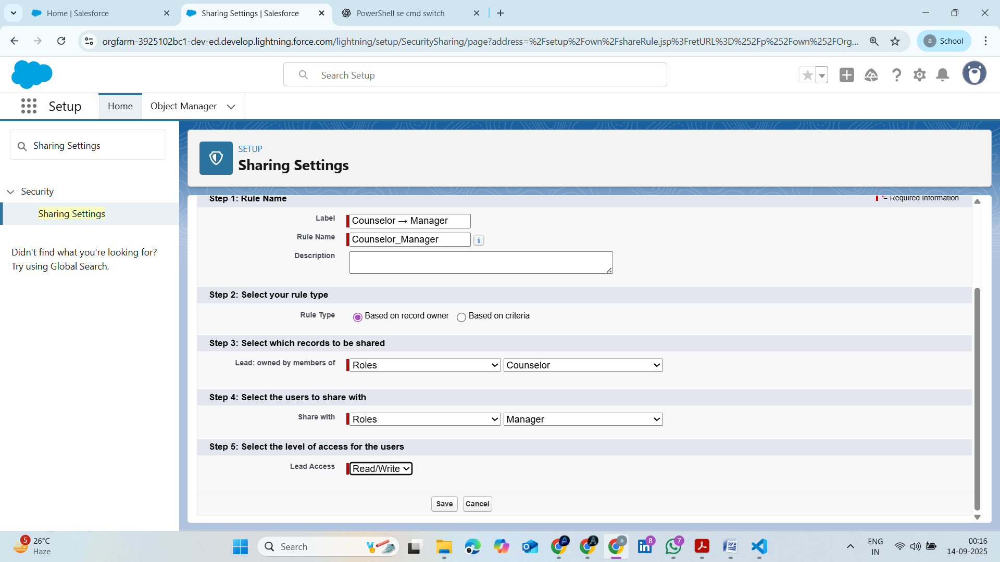 Home | Salesforce
Sharing Settings | Salesforce
PowerShell se cmd switch
orgfarm-3925102bc1-dev-ed.develop.lightning.force.com/lightning/setup/SecuritySharing/page?address=%2Fsetup%2Fown%2FshareRule.jsp%3FretURL%3D%252Fp%252Fown%252FOrg...
a School
Search Setup
Setup
Home
Object Manager
Sharing Settings
SETUP
Sharing Settings
Security
Sharing Settings
Didn't find what you're looking for?
Try using Global Search.
Step 1: Rule Name
*= Required Information
Label
Counselor → Manager
Rule Name
Counselor_Manager
i
Description
Step 2: Select your rule type
Rule Type
Based on record owner
Based on criteria
Step 3: Select which records to be shared
Lead: owned by members of
Roles
Counselor
Step 4: Select the users to share with
Share with
Roles
Manager
Step 5: Select the level of access for the users
Lead Access
Read/Write
Save
Cancel
5
26°C
Haze
Search
A
A
a
in
8
7
ENG
IN
00:16
14-09-2025